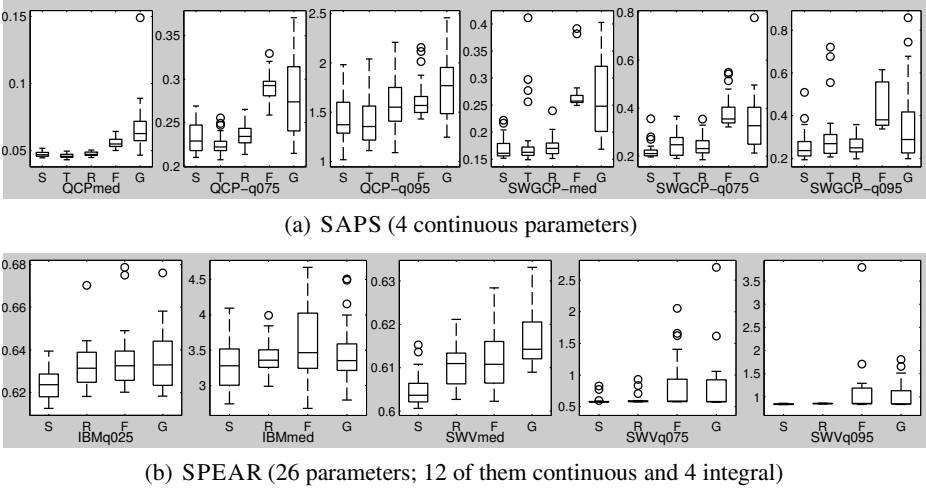 0.15 0.1 0.05 S T R F G QCPmed
0.35 0.3 0.25 0.2 S T R F G QCP-q075
2.5 2 1.5 1 S T R F G QCP-q095
0.4 0.35 0.3 0.25 0.2 0.15 S T R F G SWGCP-med
0.8 0.6 0.4 0.2 S T R F G SWGCP-q075
0.8 0.6 0.4 0.2 S T R F G SWGCP-q095
(a) SAPS (4 continuous parameters)
0.68 0.66 0.64 0.62 S R F G IBMq025
4.5 4 3.5 3 S R F G IBMmed
0.63 0.62 0.61 0.6 S R F G SWVmed
2.5 2 1.5 1 0.5 S R F G SWVq075
3.5 3 2.5 2 1.5 1 S R F G SWVq095
(b) SPEAR (26 parameters; 12 of them continuous and 4 integral)